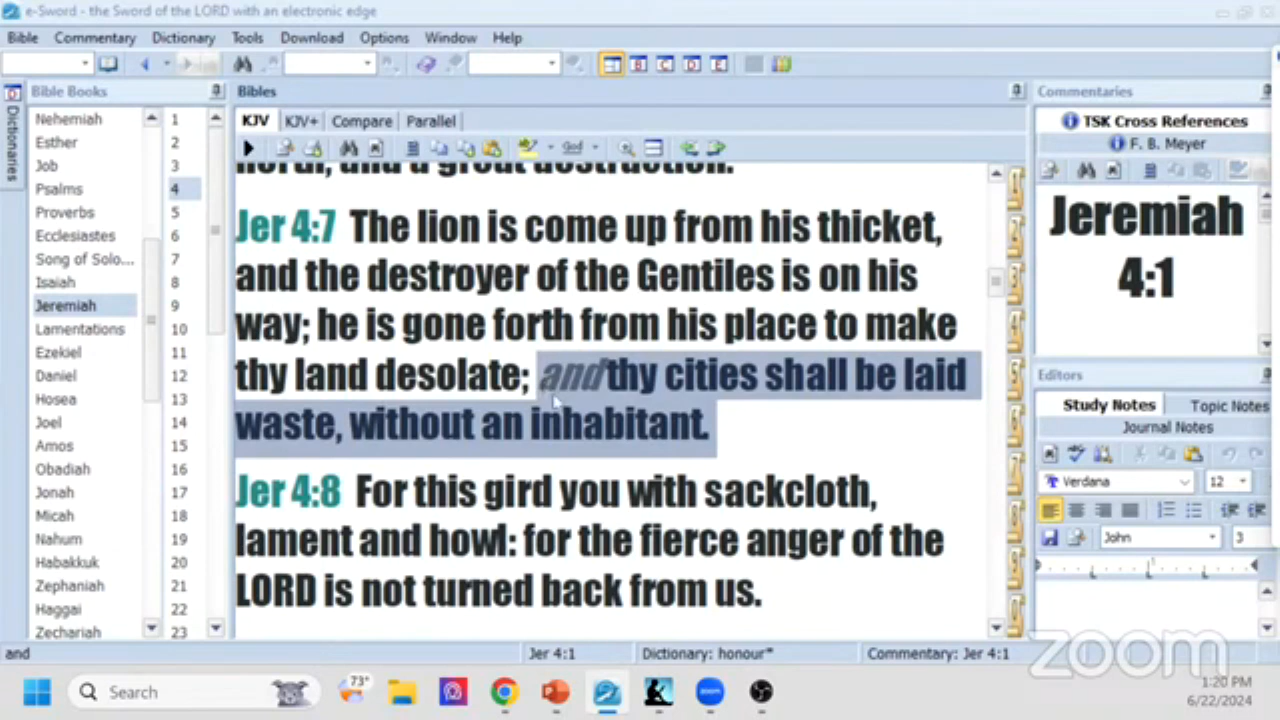 e-Sword - the Sword of the LORD with an electronic edge
Bible Commentary Dictionary Tools Download Options Window Help
Bible Books
Bibles
Commentaries
Dictionaries
Nehemiah
Esther
Job
Psalms
Proverbs
Ecclesiastes
Song of Solo...
Isaiah
Jeremiah
Lamentations
Ezekiel
Daniel
Hosea
Joel
Amos
Obadiah
Jonah
Micah
Nahum
Habakkuk
Zephaniah
Haggai
Zechariah
1
2
3
4
5
6
7
8
9
10
11
12
13
14
15
16
17
18
19
20
21
22
23
KJV KJV+ Compare Parallel
north, and a great destruction.
Jer 4:7 The lion is come up from his thicket,
and the destroyer of the Gentiles is on his
way; he is gone forth from his place to make
thy land desolate; and thy cities shall be laid
waste, without an inhabitant.
Jer 4:8 For this gird you with sackcloth,
lament and howl: for the fierce anger of the
LORD is not turned back from us.
TSK Cross References
F. B. Meyer
Jeremiah
4:1
Editors
Study Notes Topic Notes
Journal Notes
Verdana 12
John 3
and
Jer 4:1
Dictionary: honour*
Commentary: Jer 4:1
zoom
Search
73°
1:20 PM
6/22/2024